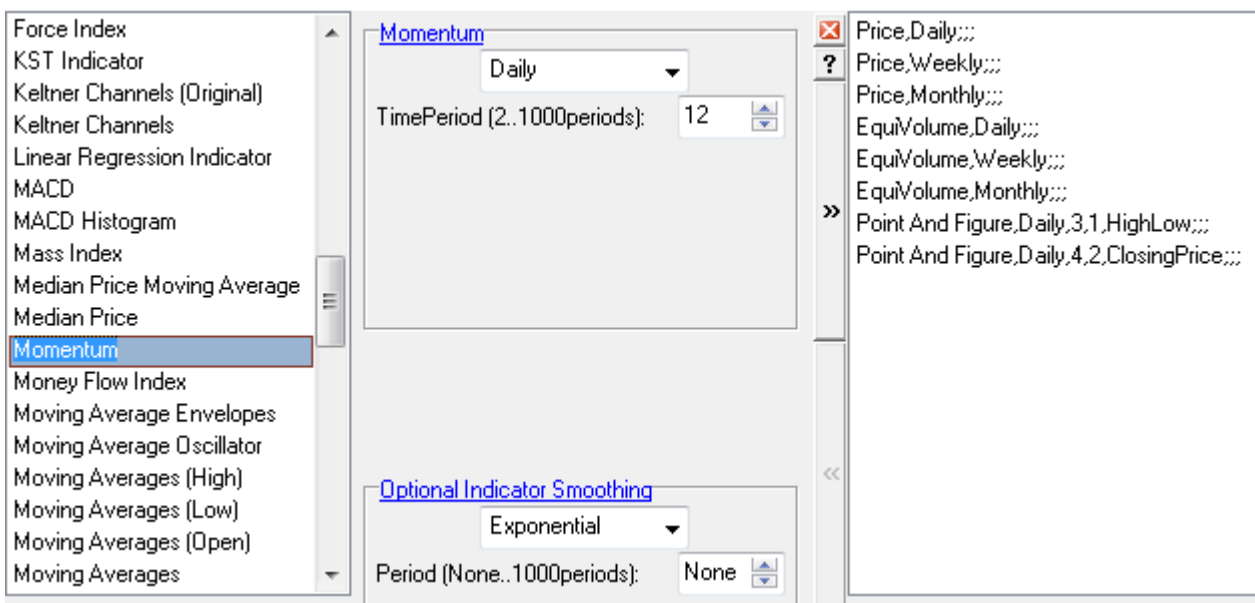 Force Index
KST Indicator
Keltner Channels (Original)
Keltner Channels
Linear Regression Indicator
MACD
MACD Histogram
Mass Index
Median Price Moving Average
Median Price
Momentum
Money Flow Index
Moving Average Envelopes
Moving Average Oscillator
Moving Averages (High)
Moving Averages (Low)
Moving Averages (Open)
Moving Averages
Momentum
Daily
TimePeriod (2..1000periods): 12
Optional Indicator Smoothing
Exponential
Period (None..1000periods): None
?
»
«
Price,Daily;;;
Price,Weekly;;;
Price,Monthly;;;
EquiVolume,Daily;;;
EquiVolume,Weekly;;;
EquiVolume,Monthly;;;
Point And Figure,Daily,3,1,HighLow;;;
Point And Figure,Daily,4,2,ClosingPrice;;;